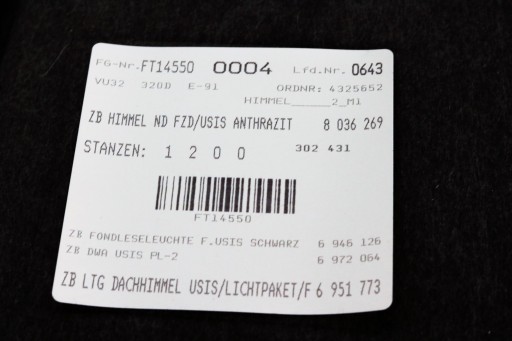 FG-Nr. FT14550 0004 Lfd.Nr. 0643
VU32 320D E-91 ORDNR: 4325652
HIMMEL_____2_M1
ZB HIMMEL ND FZD/USIS ANTHRAZIT 8 036 269
STANZEN: 1 2 0 0 302 431
FT14550
ZB FONDLESELEUCHTE F.USIS SCHWARZ 6 946 126
ZB DWA USIS PL-2 6 972 064
ZB LTG DACHHIMMEL USIS/LICHTPAKET/F 6 951 773